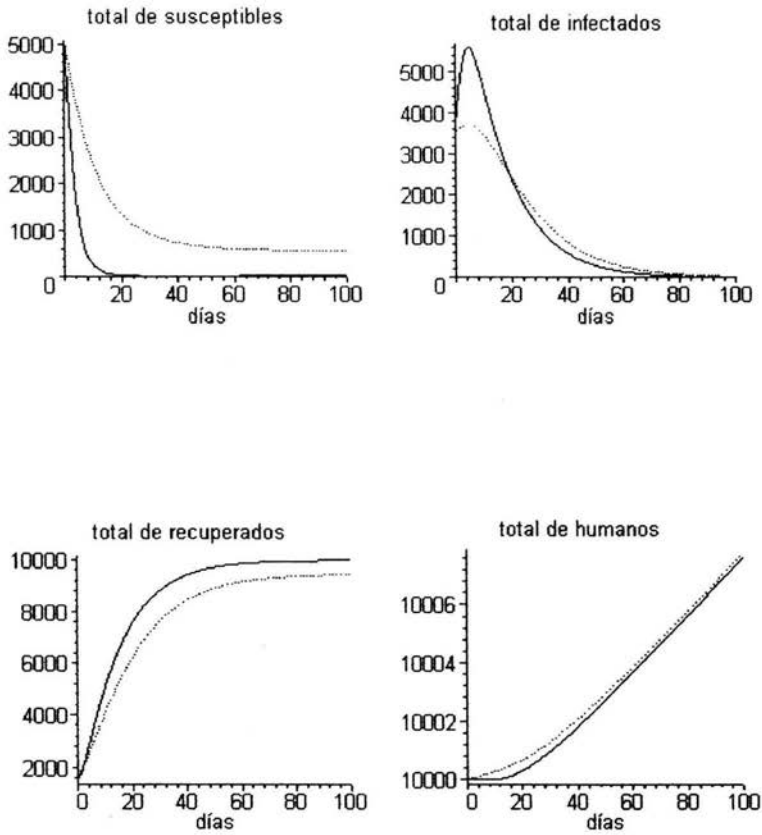 total de susceptibles
5000
4000
3000
2000
1000
0
20 40 60 80 100
días
total de infectados
5000
4000
3000
2000
1000
0
20 40 60 80 100
días
total de recuperados
10000
8000
6000
4000
2000
0 20 40 60 80 100
días
total de humanos
10006
10004
10002
10000
0 20 40 60 80 100
días